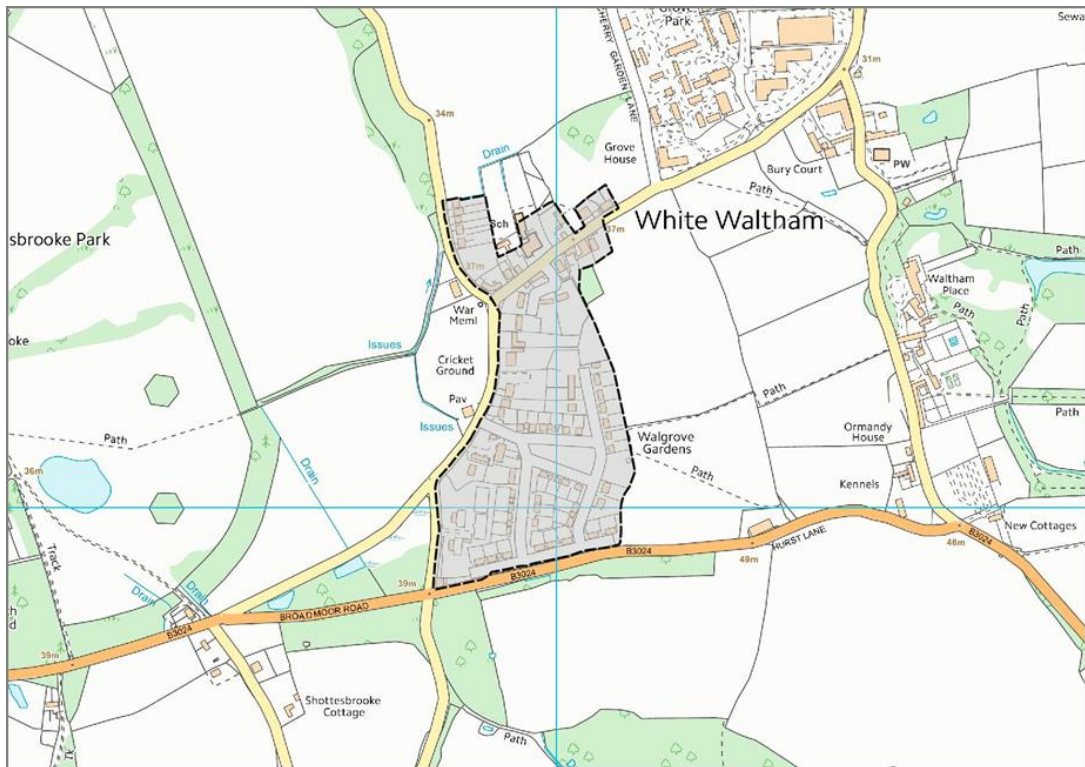 Grove
Park
CHERRY GARDEN LANE
Sewa
31m
34m
Drain
Grove
House
Bury Court
PW
Path
Sch
37m
White Waltham
sbrooke Park
37m
Path
Waltham
Place
Path
Path
War
Meml
oke
Issues
Cricket
Ground
Path
Pav
Issues
Path
Path
Ormandy
House
Walgrove
Gardens
Path
36m
Drain
Kennels
New Cottages
Track
HURST LANE
B3024
49m
46m
B3024
39m
B3024
Drain
Drain
BROADMOOR ROAD
B3024
39m
Shottesbrooke
Cottage
Path
Tk